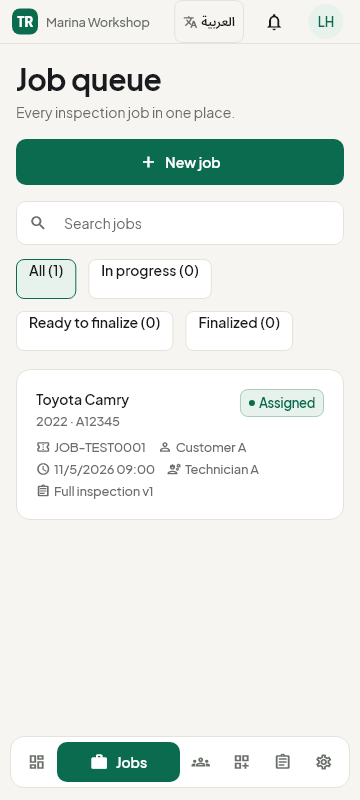 TR Marina Workshop العربية LH
Job queue
Every inspection job in one place.
+ New job
Search jobs
All (1) In progress (0)
Ready to finalize (0) Finalized (0)
Toyota Camry Assigned
2022 · A12345
JOB-TEST0001 Customer A
11/5/2026 09:00 Technician A
Full inspection v1
Jobs